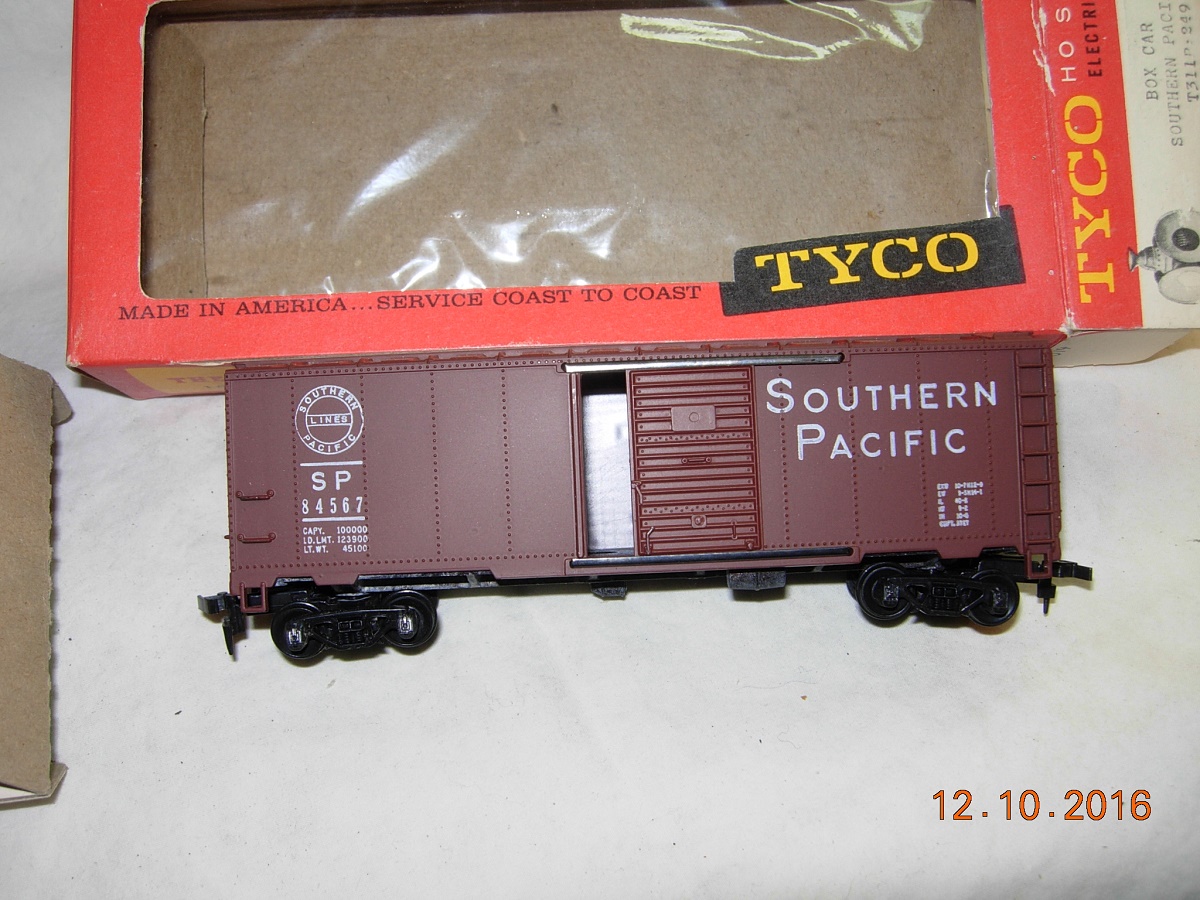 HO S
ELECTRI
TYCO
BOX CAR
SOUTHERN PACI
TYCO
MADE IN AMERICA...SERVICE COAST TO COAST
SOUTHERN
LINES
PACIFIC
SP
84567
CAPY. 100000
LD.LMT. 123900
LT.WT. 45100
SOUTHERN
PACIFIC
12.10.2016